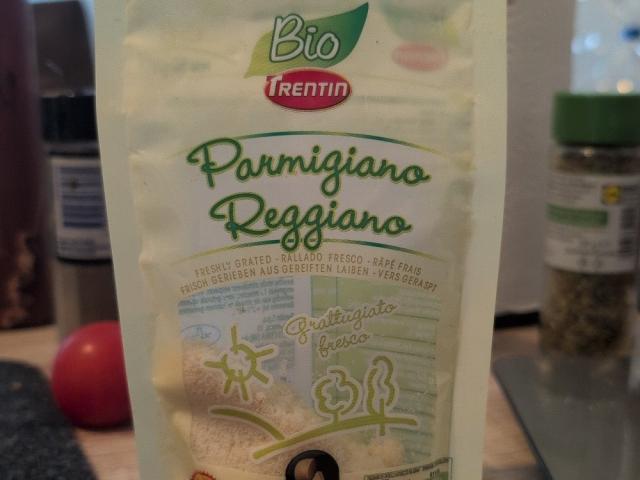 Bio
TRENTIN
Parmigiano
Reggiano
FRESHLY GRATED - RALLADO FRESCO - RÂPÉ FRAIS
FRISCH GERIEBEN AUS GEREIFTEN LAIBEN - VERS GERASPT
Grattugiato
fresco